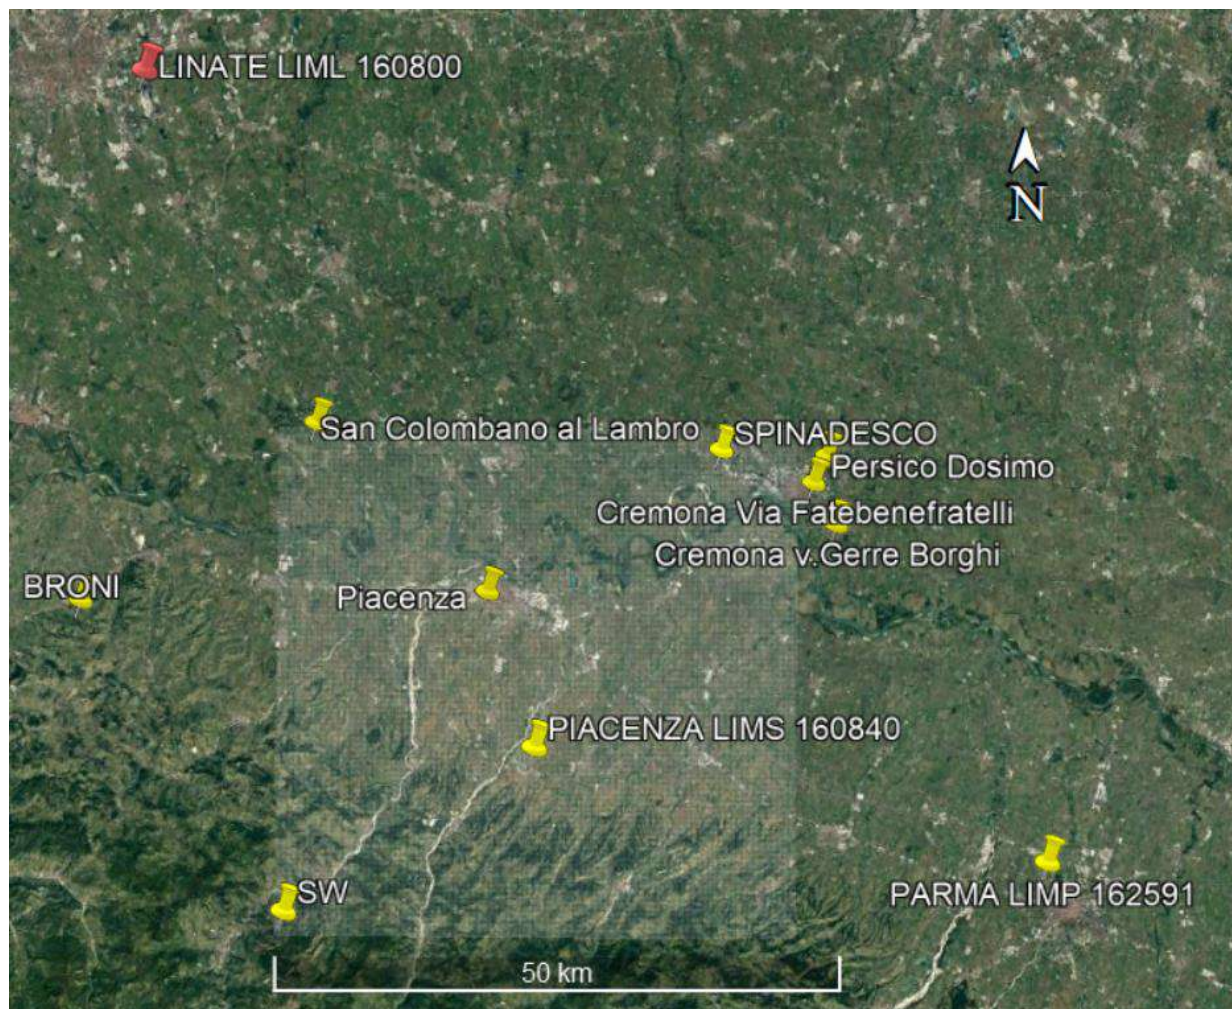 LINATE LIML 160800
N
San Colombano al Lambro
SPINADESCO
Persico Dosimo
Cremona Via Fatebenefratelli
Cremona v.Gerre Borghi
BRONI
Piacenza
PIACENZA LIMS 160840
PARMA LIMP 162591
SW
50 km